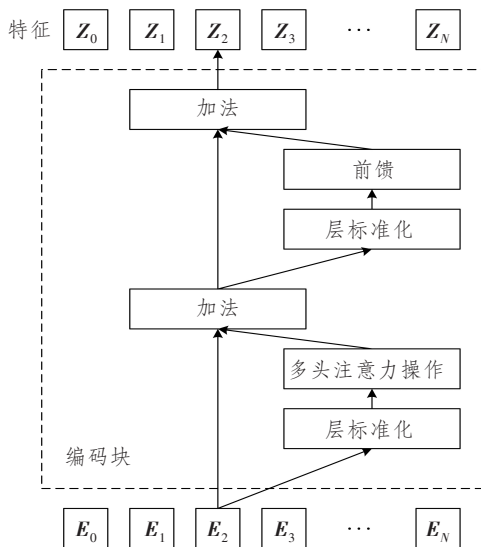 特征 Z0 Z1 Z2 Z3 ... ZN
加法
前馈
层标准化
加法
多头注意力操作
层标准化
编码块
E0 E1 E2 E3 ... EN